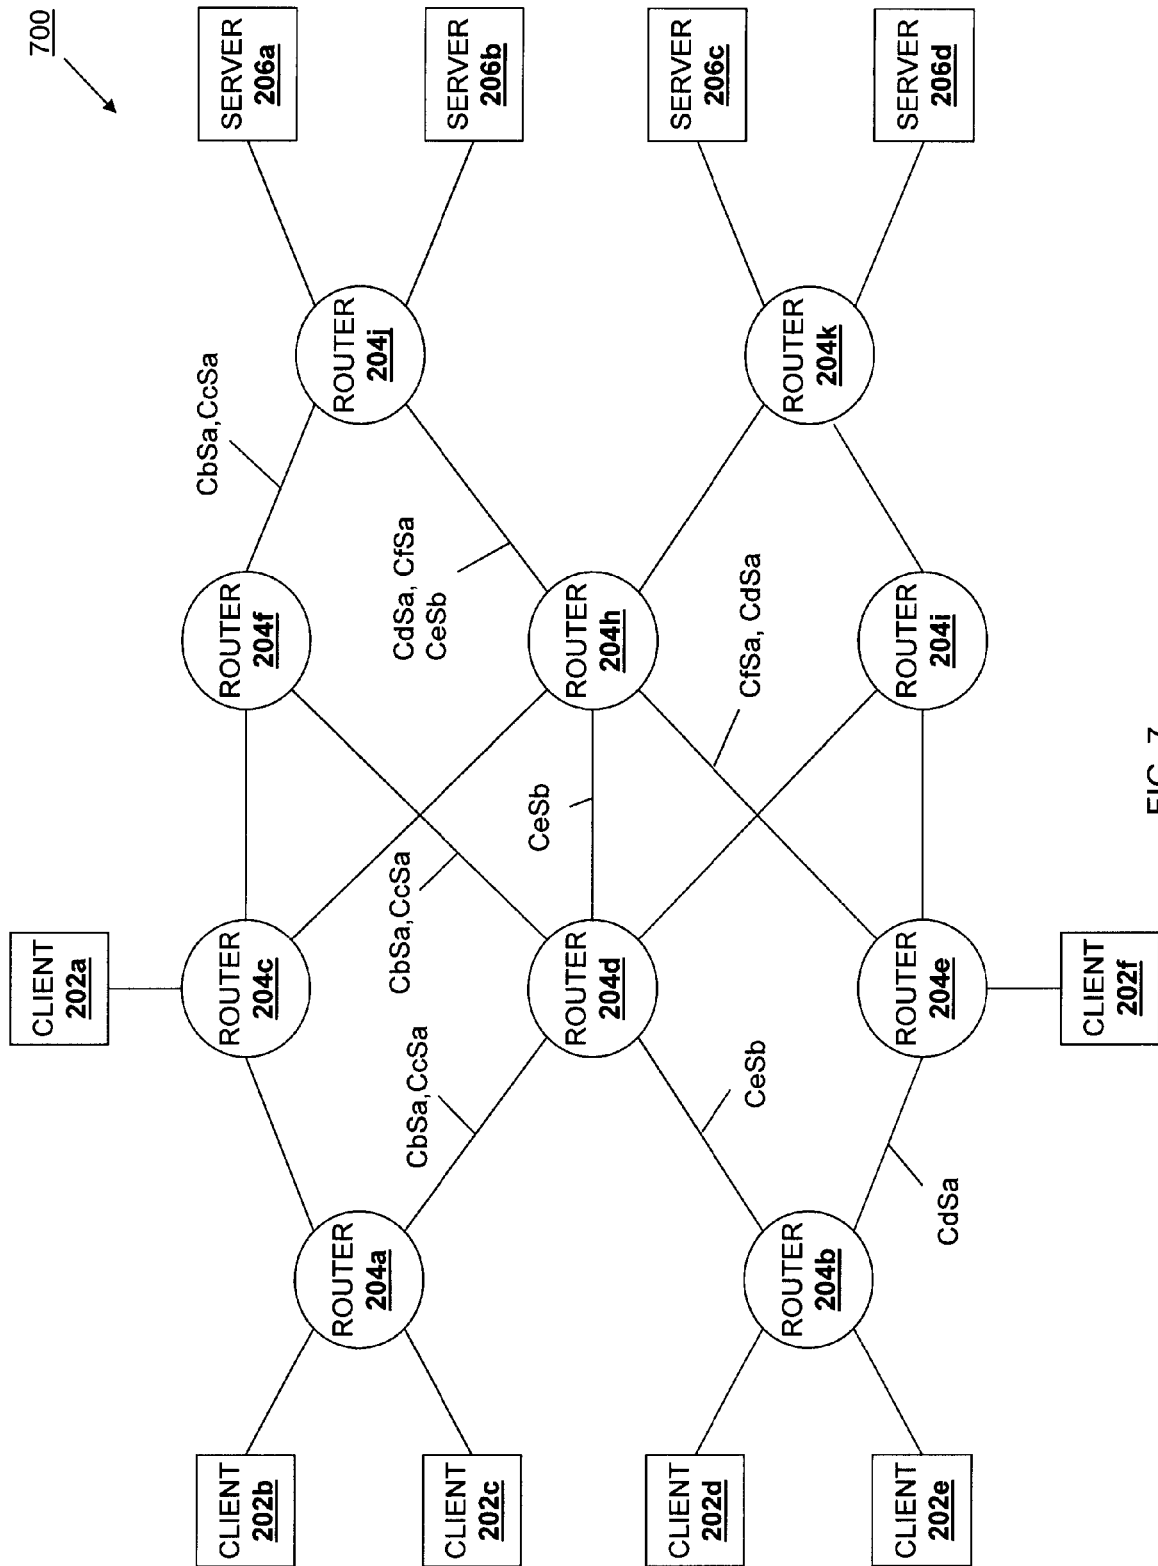 700
CLIENT
202a
CLIENT
202b
CLIENT
202c
CLIENT
202d
CLIENT
202e
CLIENT
202f
ROUTER
204a
ROUTER
204b
ROUTER
204c
ROUTER
204d
ROUTER
204e
ROUTER
204f
ROUTER
204h
ROUTER
204i
ROUTER
204j
ROUTER
204k
SERVER
206a
SERVER
206b
SERVER
206c
SERVER
206d
CbSa,CcSa
CeSb
CdSa
CbSa,CcSa
CeSb
CfSa, CdSa
CbSa,CcSa
CdSa, CfSa
CeSb
FIG. 7